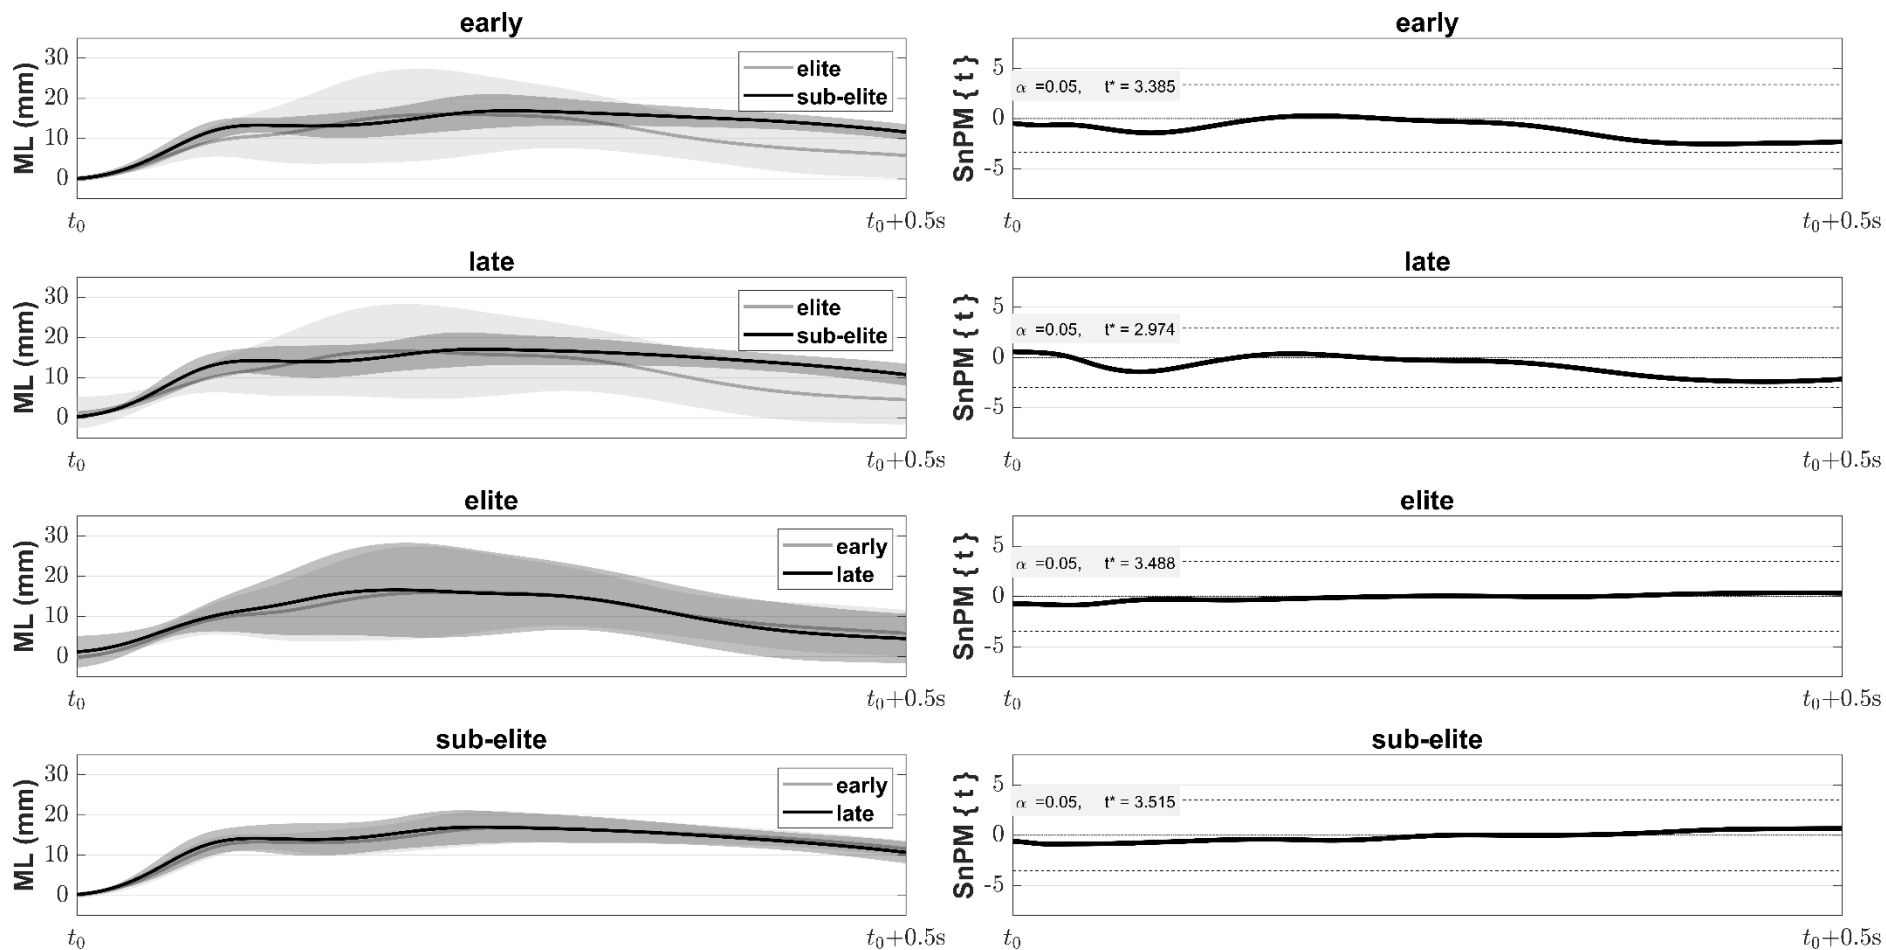 early
ML (mm)
30
20
10
0
elite
sub-elite
t₀
t₀+0.5s
early
SnPM { t }
5
0
-5
α =0.05, t* = 3.385
t₀
t₀+0.5s
late
ML (mm)
30
20
10
0
elite
sub-elite
t₀
t₀+0.5s
late
SnPM { t }
5
0
-5
α =0.05, t* = 2.974
t₀
t₀+0.5s
elite
ML (mm)
30
20
10
0
early
late
t₀
t₀+0.5s
elite
SnPM { t }
5
0
-5
α =0.05, t* = 3.488
t₀
t₀+0.5s
sub-elite
ML (mm)
30
20
10
0
early
late
t₀
t₀+0.5s
sub-elite
SnPM { t }
5
0
-5
α =0.05, t* = 3.515
t₀
t₀+0.5s